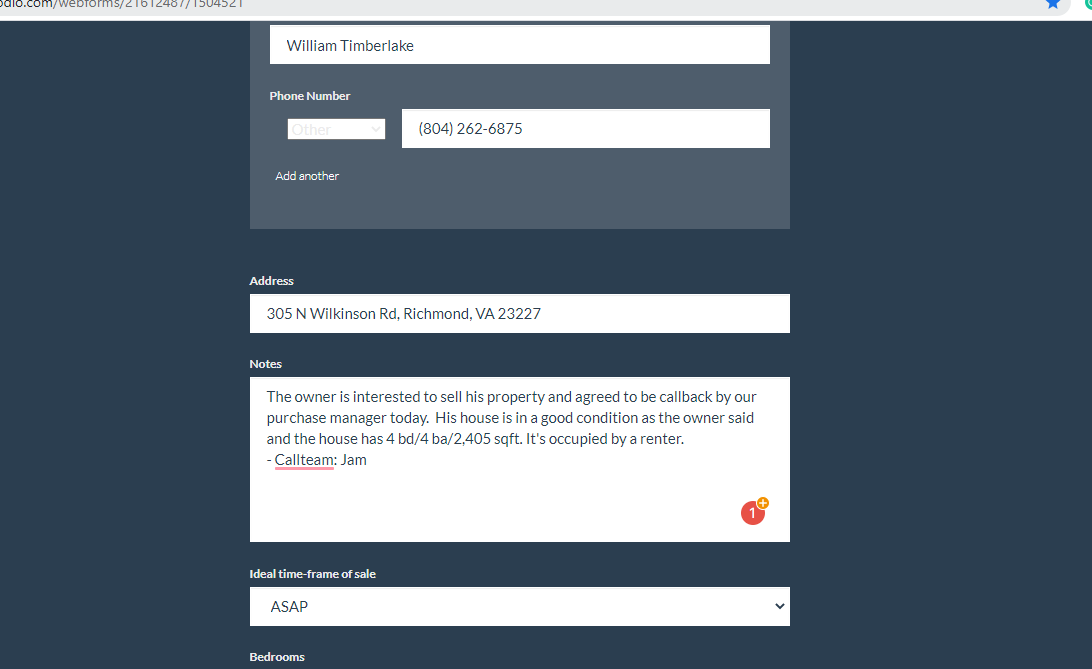 odio.com/webforms/21612487/1504521
William Timberlake
Phone Number
Other
(804) 262-6875
Add another
Address
305 N Wilkinson Rd, Richmond, VA 23227
Notes
The owner is interested to sell his property and agreed to be callback by our
purchase manager today.  His house is in a good condition as the owner said
and the house has 4 bd/4 ba/2,405 sqft. It's occupied by a renter.
- Callteam: Jam
1
Ideal time-frame of sale
ASAP
Bedrooms